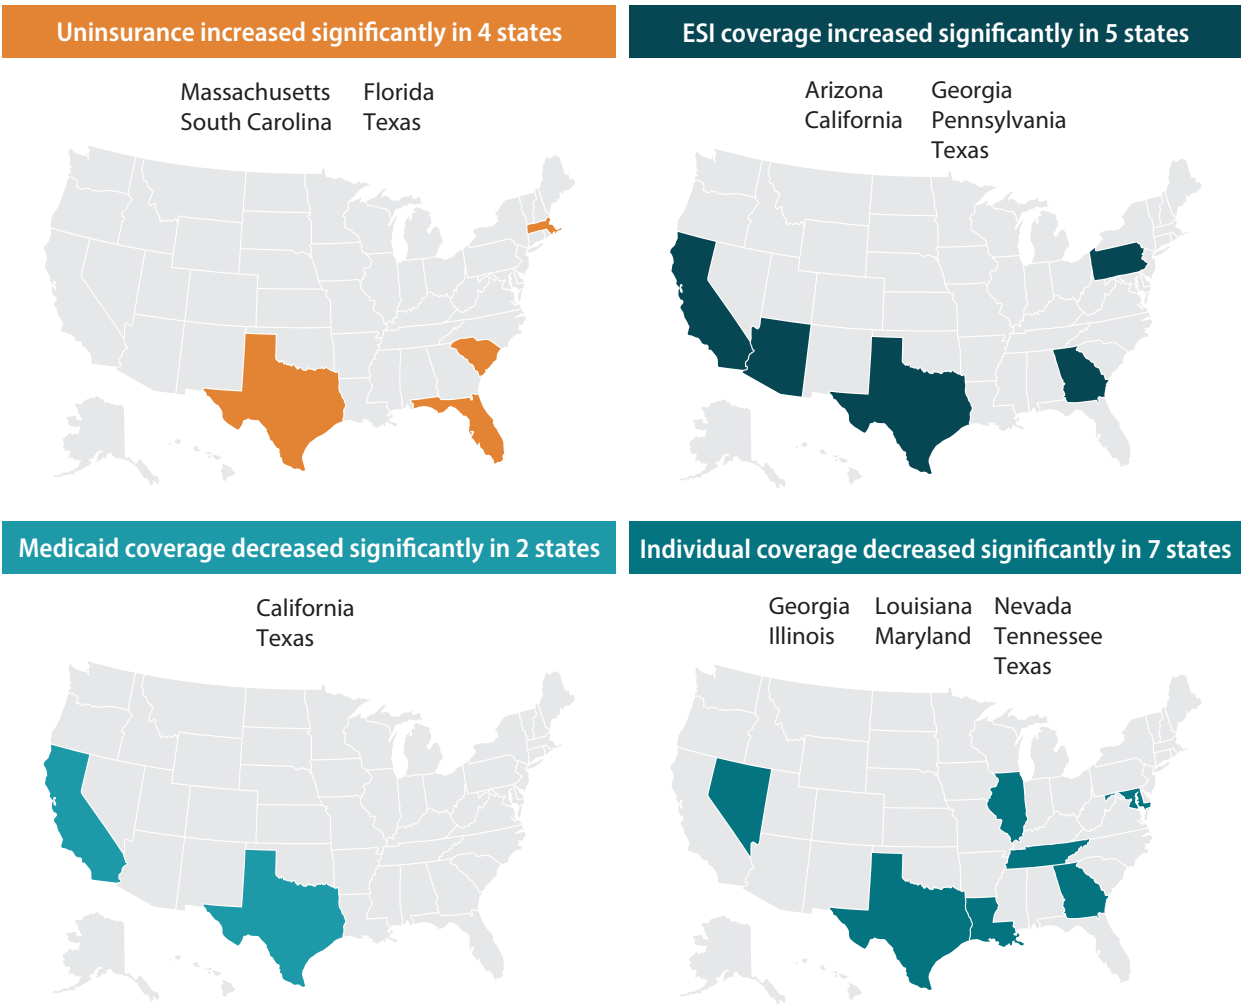 Uninsurance increased significantly in 4 states
Massachusetts Florida
South Carolina Texas
ESI coverage increased significantly in 5 states
Arizona Georgia
California Pennsylvania
Texas
Medicaid coverage decreased significantly in 2 states
California
Texas
Individual coverage decreased significantly in 7 states
Georgia Louisiana Nevada
Illinois Maryland Tennessee
Texas